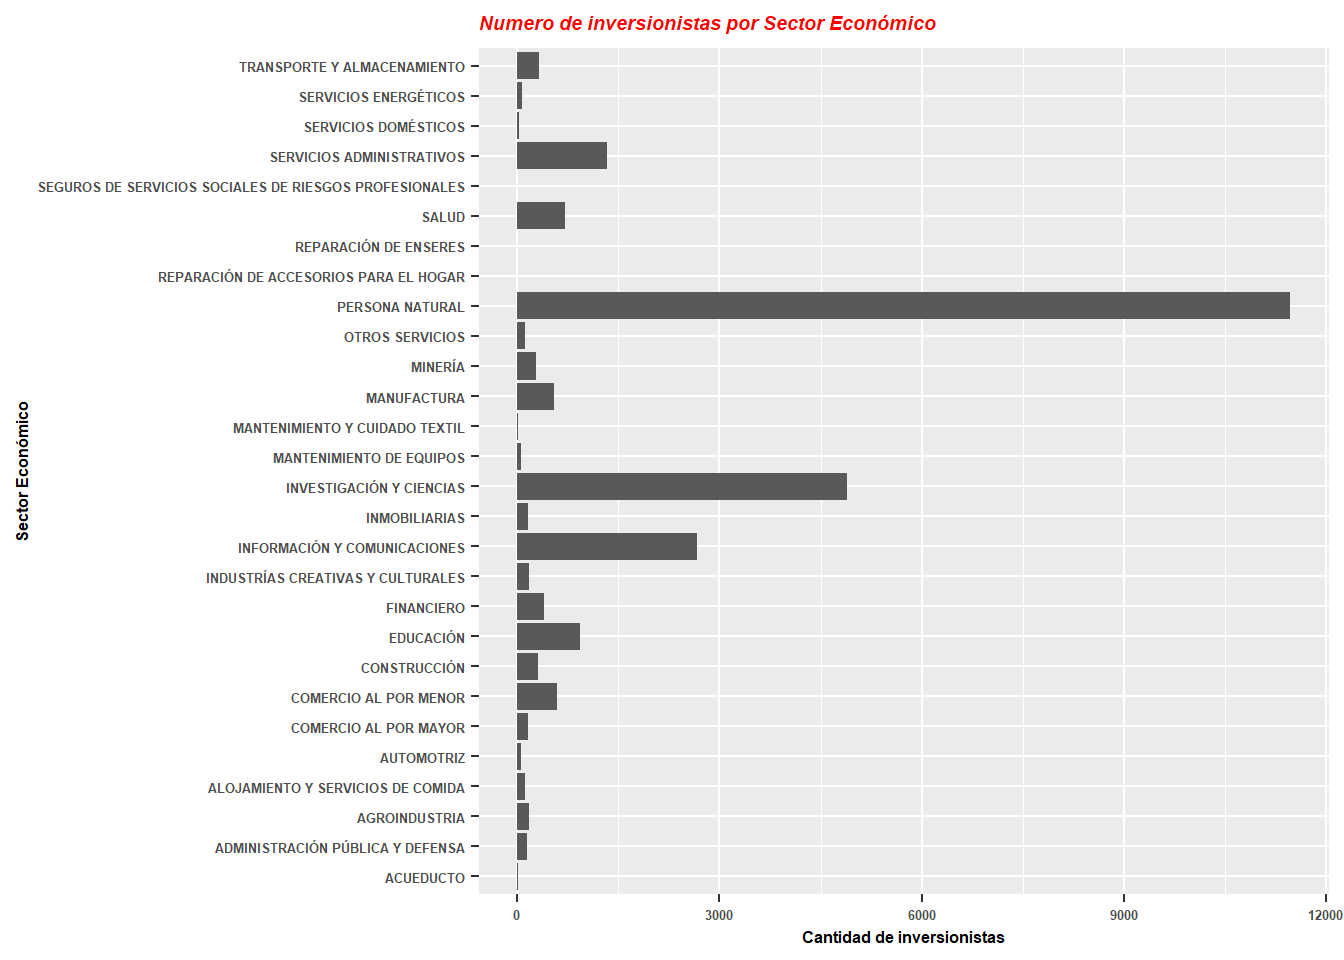 Numero de inversionistas por Sector Económico
TRANSPORTE Y ALMACENAMIENTO
SERVICIOS ENERGÉTICOS
SERVICIOS DOMÉSTICOS
SERVICIOS ADMINISTRATIVOS
SEGUROS DE SERVICIOS SOCIALES DE RIESGOS PROFESIONALES
SALUD
REPARACIÓN DE ENSERES
REPARACIÓN DE ACCESORIOS PARA EL HOGAR
PERSONA NATURAL
OTROS SERVICIOS
MINERÍA
MANUFACTURA
MANTENIMIENTO Y CUIDADO TEXTIL
MANTENIMIENTO DE EQUIPOS
INVESTIGACIÓN Y CIENCIAS
INMOBILIARIAS
INFORMACIÓN Y COMUNICACIONES
INDUSTRÍAS CREATIVAS Y CULTURALES
FINANCIERO
EDUCACIÓN
CONSTRUCCIÓN
COMERCIO AL POR MENOR
COMERCIO AL POR MAYOR
AUTOMOTRIZ
ALOJAMIENTO Y SERVICIOS DE COMIDA
AGROINDUSTRIA
ADMINISTRACIÓN PÚBLICA Y DEFENSA
ACUEDUCTO
Sector Económico
0 3000 6000 9000 12000
Cantidad de inversionistas